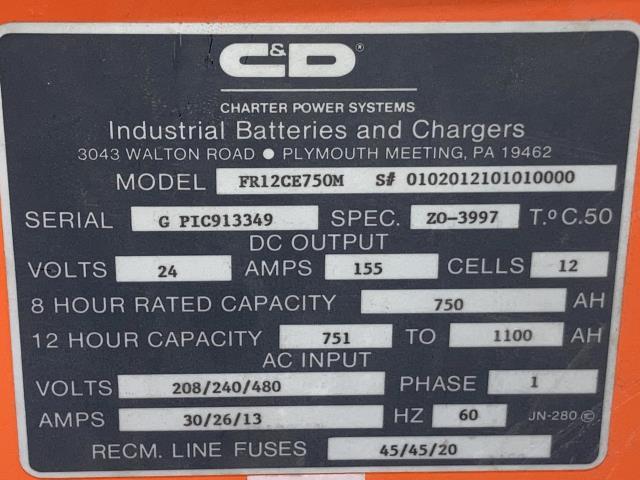 C&D®
CHARTER POWER SYSTEMS
Industrial Batteries and Chargers
3043 WALTON ROAD ● PLYMOUTH MEETING, PA 19462
MODEL FR12CE750M S# 0102012101010000
SERIAL G PIC913349 SPEC. ZO-3997 T.º C.50
DC OUTPUT
VOLTS 24 AMPS 155 CELLS 12
8 HOUR RATED CAPACITY 750 AH
12 HOUR CAPACITY 751 TO 1100 AH
AC INPUT
VOLTS 208/240/480 PHASE 1
AMPS 30/26/13 HZ 60 JN-280 ©
RECM. LINE FUSES 45/45/20